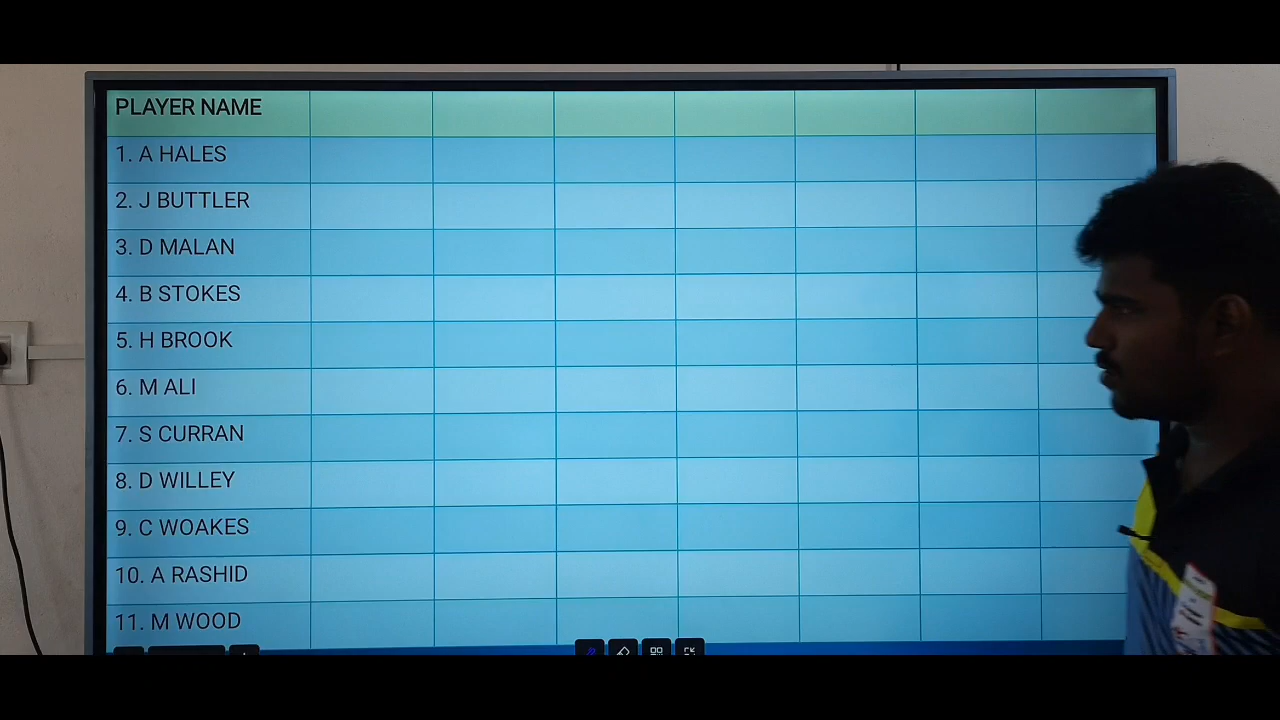 PLAYER NAME
1. A HALES
2. J BUTTLER
3. D MALAN
4. B STOKES
5. H BROOK
6. M ALI
7. S CURRAN
8. D WILLEY
9. C WOAKES
10. A RASHID
11. M WOOD